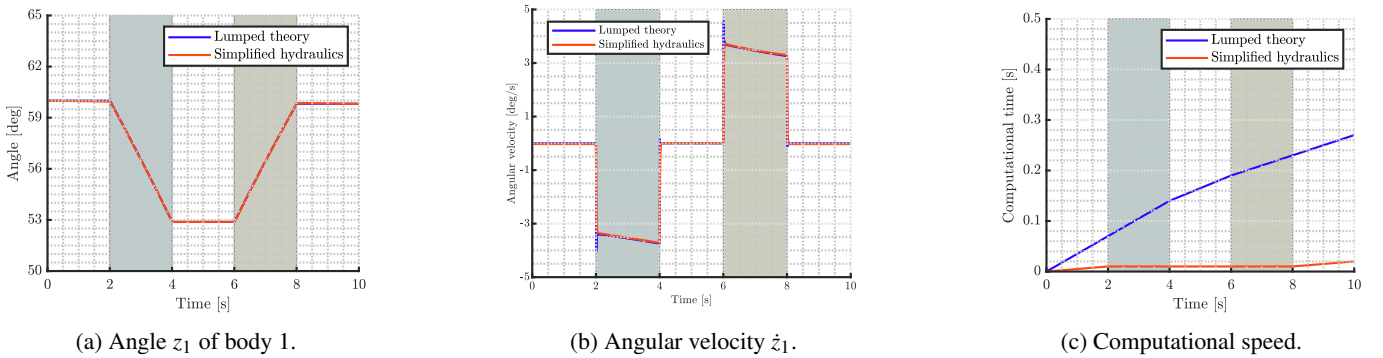 65
62
59
56
53
50
Angle [deg]
Lumped theory
Simplified hydraulics
0 2 4 6 8 10
Time [s]
(a) Angle z₁ of body 1.
5
3
1
-1
-3
-5
Angular velocity [deg/s]
Lumped theory
Simplified hydraulics
0 2 4 6 8 10
Time [s]
(b) Angular velocity ż₁.
0.5
0.4
0.3
0.2
0.1
0
Computational time [s]
Lumped theory
Simplified hydraulics
0 2 4 6 8 10
Time [s]
(c) Computational speed.